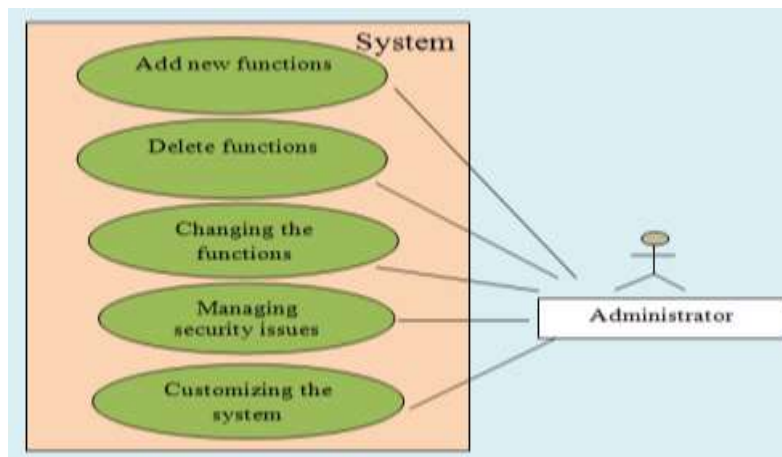 System
Add new functions
Delete functions
Changing the
functions
Managing
security issues
Customizing the
system
Administrator